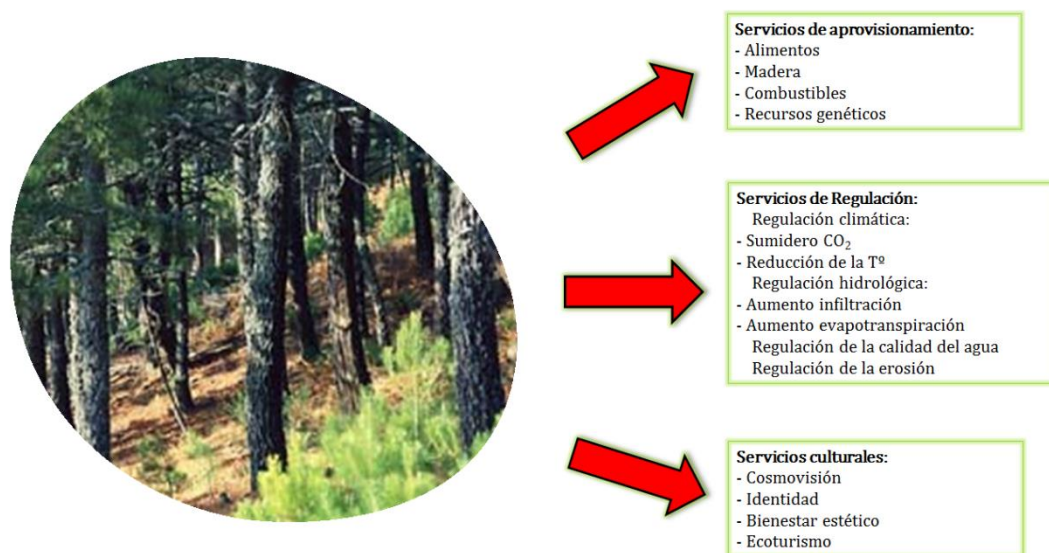 Servicios de aprovisionamiento:
- Alimentos
- Madera
- Combustibles
- Recursos genéticos
Servicios de Regulación:
Regulación climática:
- Sumidero CO₂
- Reducción de la Tº
Regulación hidrológica:
- Aumento infiltración
- Aumento evapotranspiración
Regulación de la calidad del agua
Regulación de la erosión
Servicios culturales:
- Cosmovisión
- Identidad
- Bienestar estético
- Ecoturismo